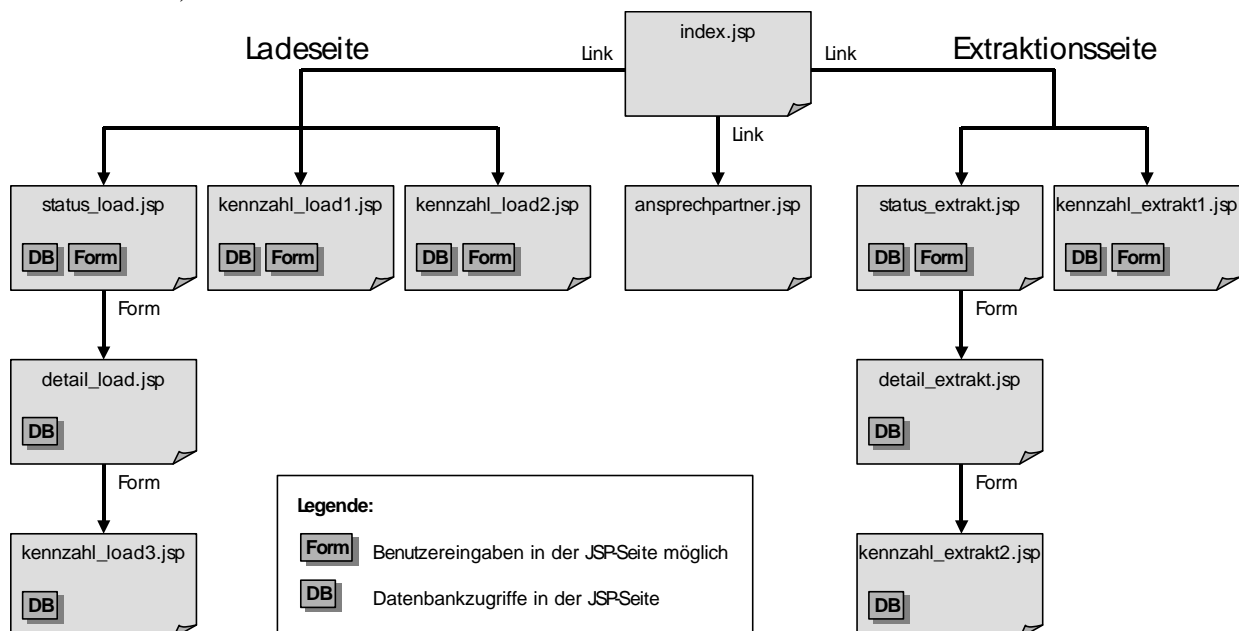 index.jsp
Ladeseite
Link
Link
Extraktionsseite
Link
status_load.jsp
kennzahl_load1.jsp
kennzahl_load2.jsp
ansprechpartner.jsp
status_extrakt.jsp
kennzahl_extrakt1.jsp
DB Form
DB Form
DB Form
DB Form
DB Form
Form
Form
detail_load.jsp
detail_extrakt.jsp
DB
DB
Form
Form
kennzahl_load3.jsp
kennzahl_extrakt2.jsp
DB
DB
Legende:
Form Benutzereingaben in der JSP-Seite möglich
DB Datenbankzugriffe in der JSP-Seite